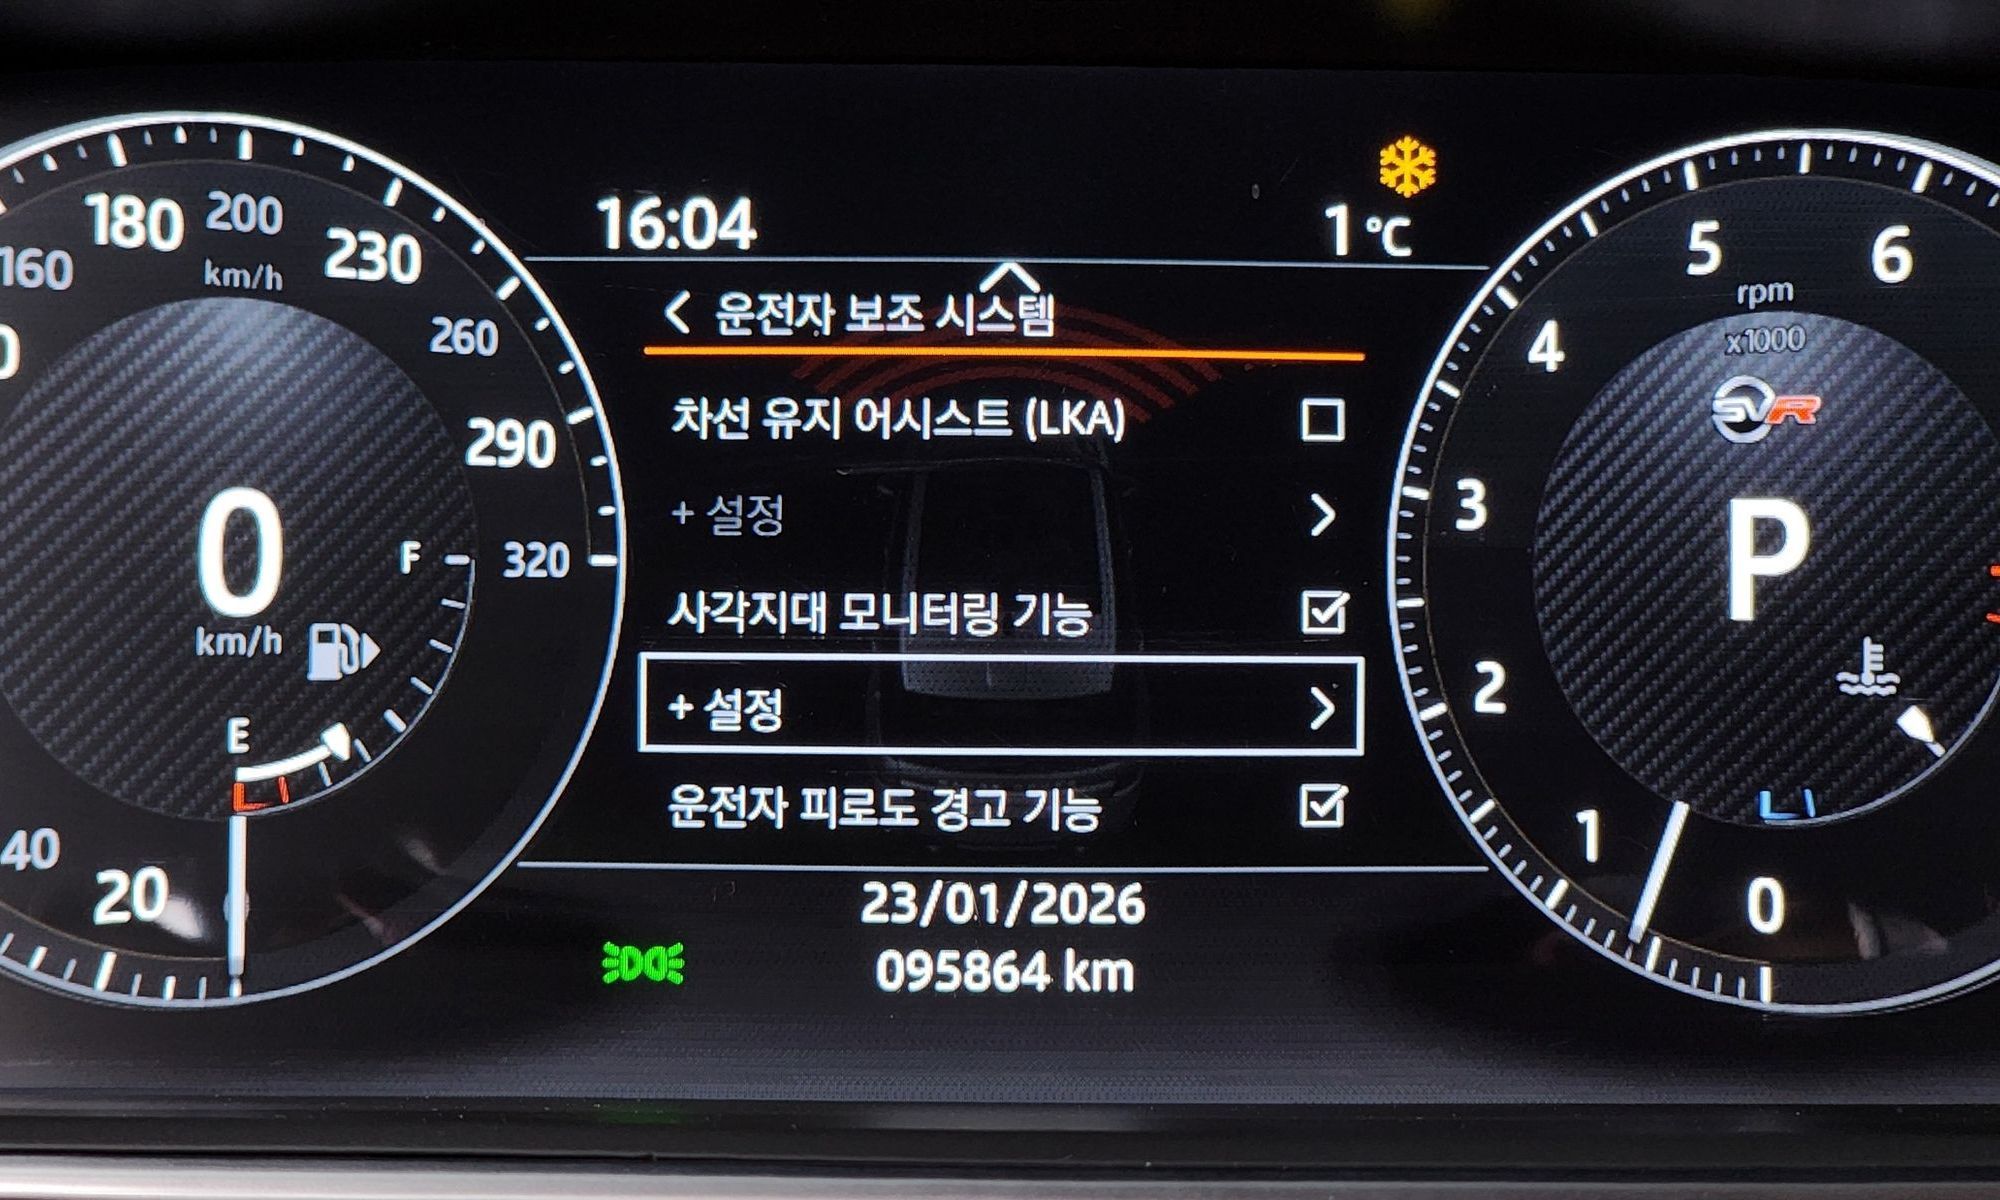 16:04
1 °C
운전자 보조 시스템
차선 유지 어시스트 (LKA)
+ 설정
사각지대 모니터링 기능
+ 설정
운전자 피로도 경고 기능
23/01/2026
095864 km
20
40
160
180
200
230
260
290
320
km/h
0
km/h
F
E
0
1
2
3
4
5
6
rpm
x1000
SVR
P